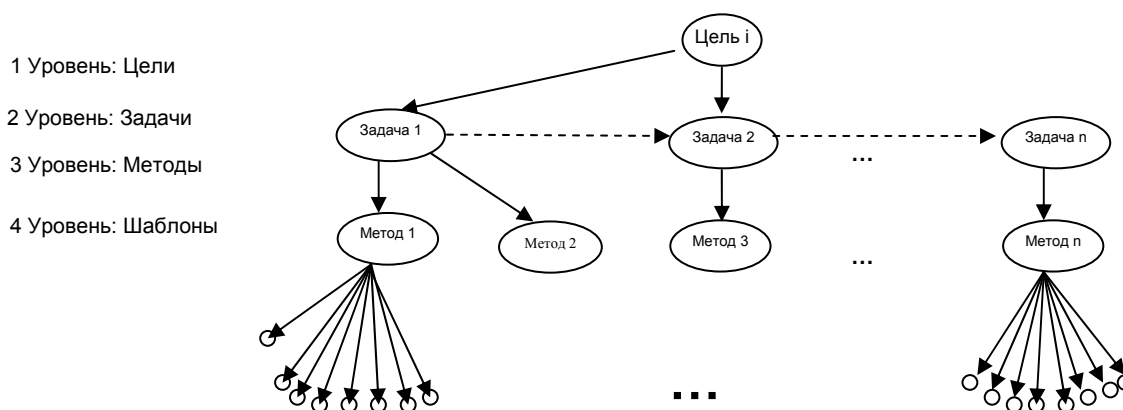 Цель i
1 Уровень: Цели
2 Уровень: Задачи
Задача 1
Задача 2
Задача n
...
3 Уровень: Методы
4 Уровень: Шаблоны
Метод 1
Метод 2
Метод 3
Метод n
...
...